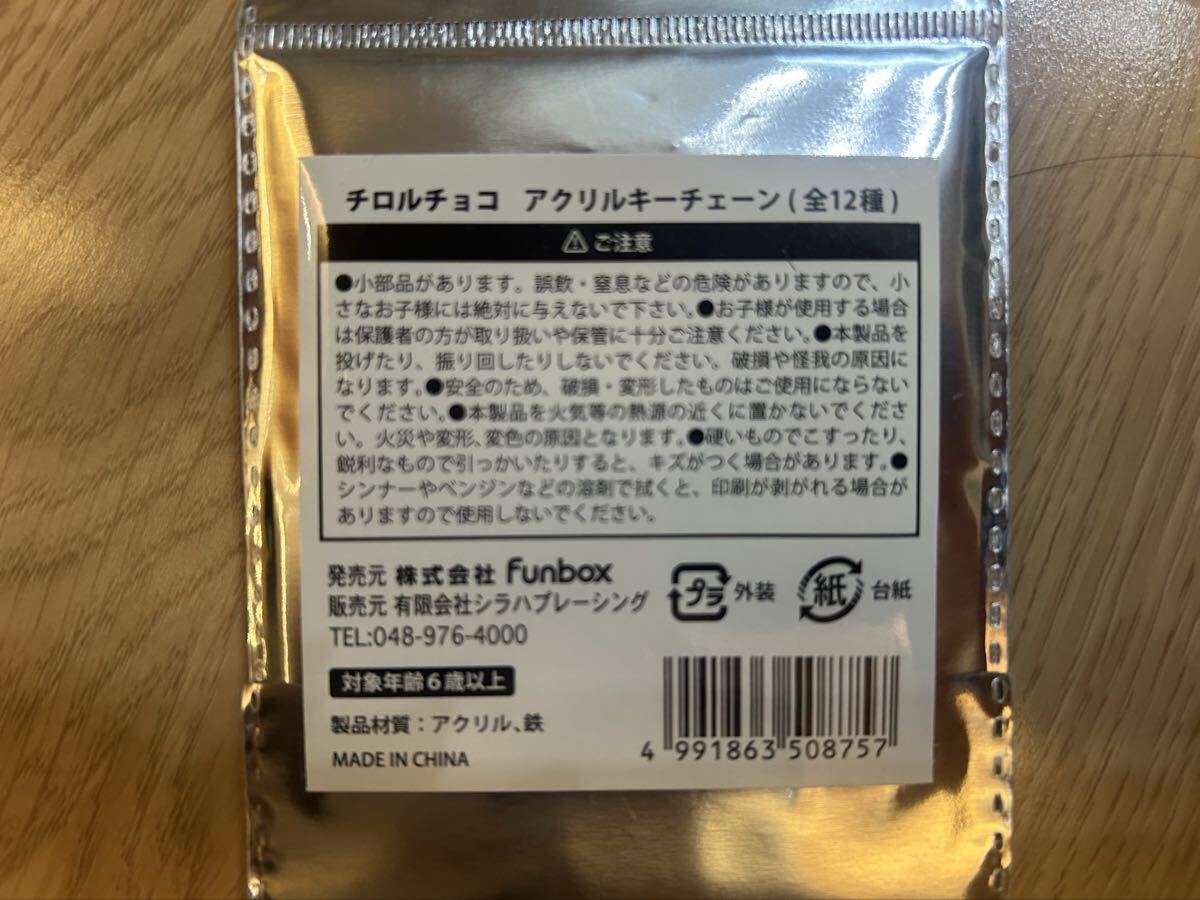 チロルチョコ アクリルキーチェーン(全12種)
ご注意
●小部品があります。誤飲・窒息などの危険がありますので、小
さなお子様には絶対に与えないで下さい。●お子様が使用する場合
は保護者の方が取り扱いや保管に十分ご注意ください。●本製品を
投げたり、振り回したりしないでください。破損や怪我の原因に
なります。●安全のため、破損・変形したものはご使用にならない
でください。●本製品を火気等の熱源の近くに置かないでくださ
い。火災や変形、変色の原因となります。●硬いものでこすったり、
鋭利なもので引っかいたりすると、キズがつく場合があります。●
シンナーやベンジンなどの溶剤で拭くと、印刷が剥がれる場合が
ありますので使用しないでください。
発売元 株式会社 Funbox
販売元 有限会社シラハプレーシング
TEL:048-976-4000
プラ 外装
紙 台紙
対象年齢6歳以上
製品材質：アクリル、鉄
MADE IN CHINA
4 991863 508757